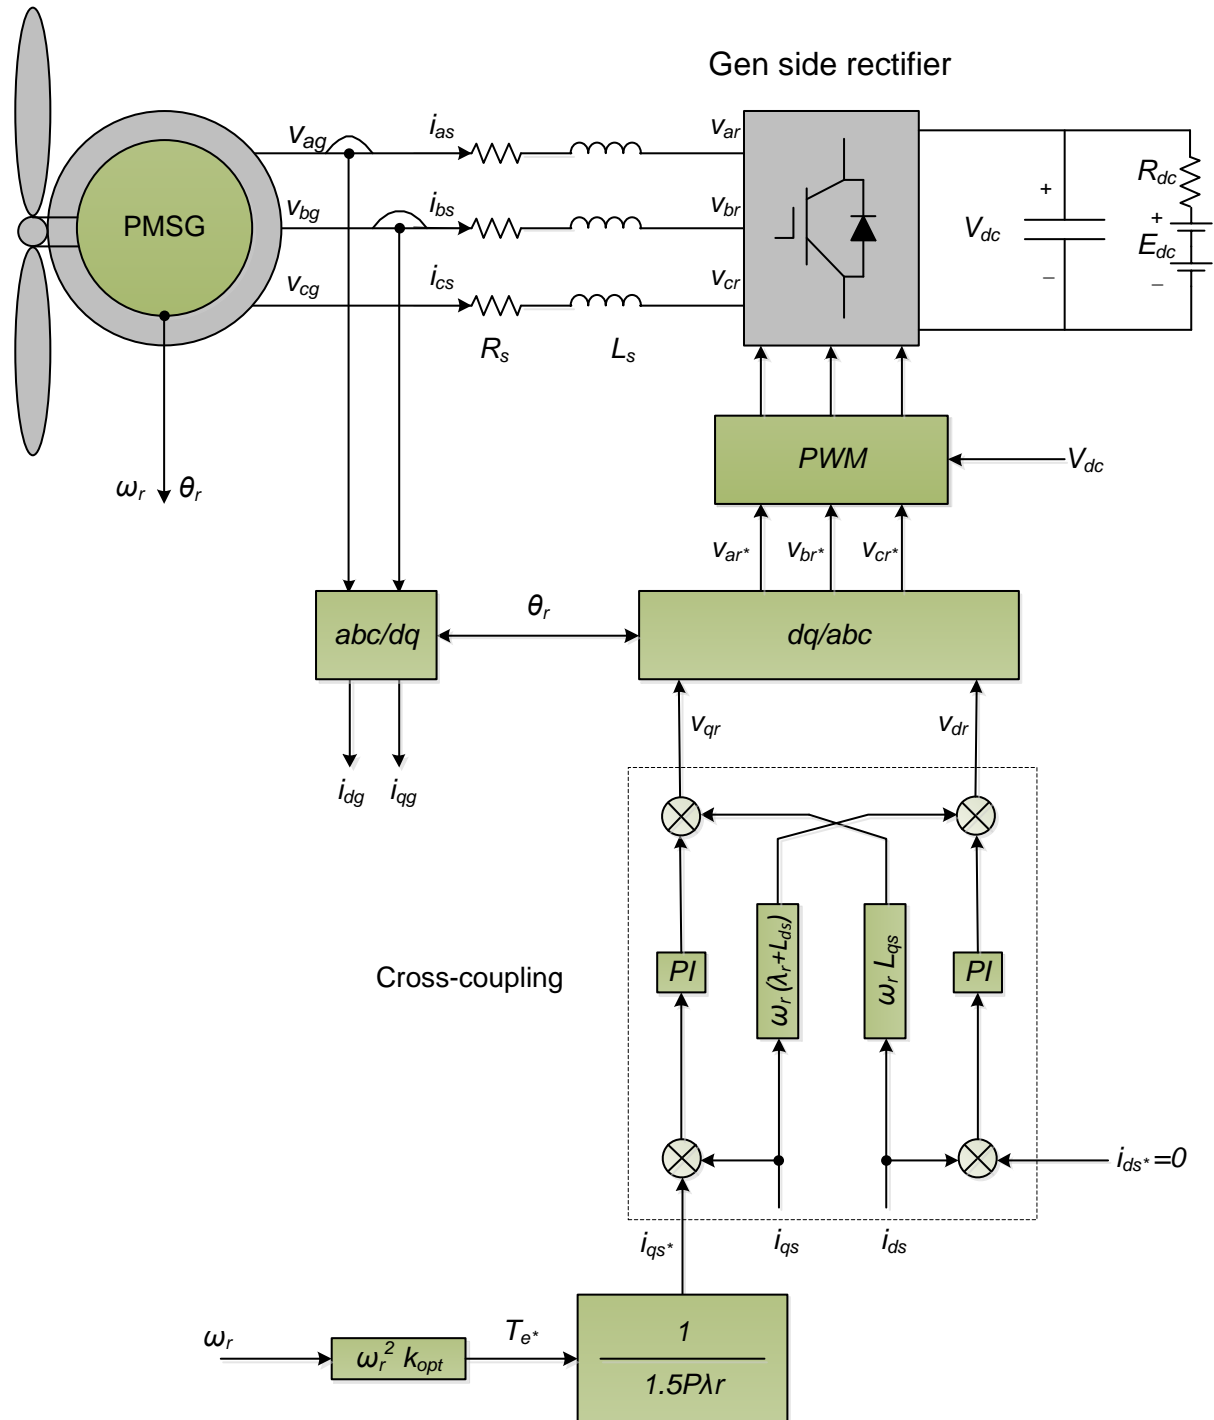 Gen side rectifier
v_ag i_as v_ar
R_dc
PMSG v_bg i_bs v_br V_dc + + E_dc
v_cg i_cs v_cr − −
R_s L_s
PWM V_dc
ω_r θ_r
v_ar* v_br* v_cr*
abc/dq θ_r dq/abc
v_qr v_dr
i_dg i_qg
Cross-coupling PI ω_r (λ_r+L_ds) ω_r L_qs PI
i_ds*=0
i_qs* i_qs i_ds
ω_r ω_r² k_opt T_e* 1
1.5Pλr